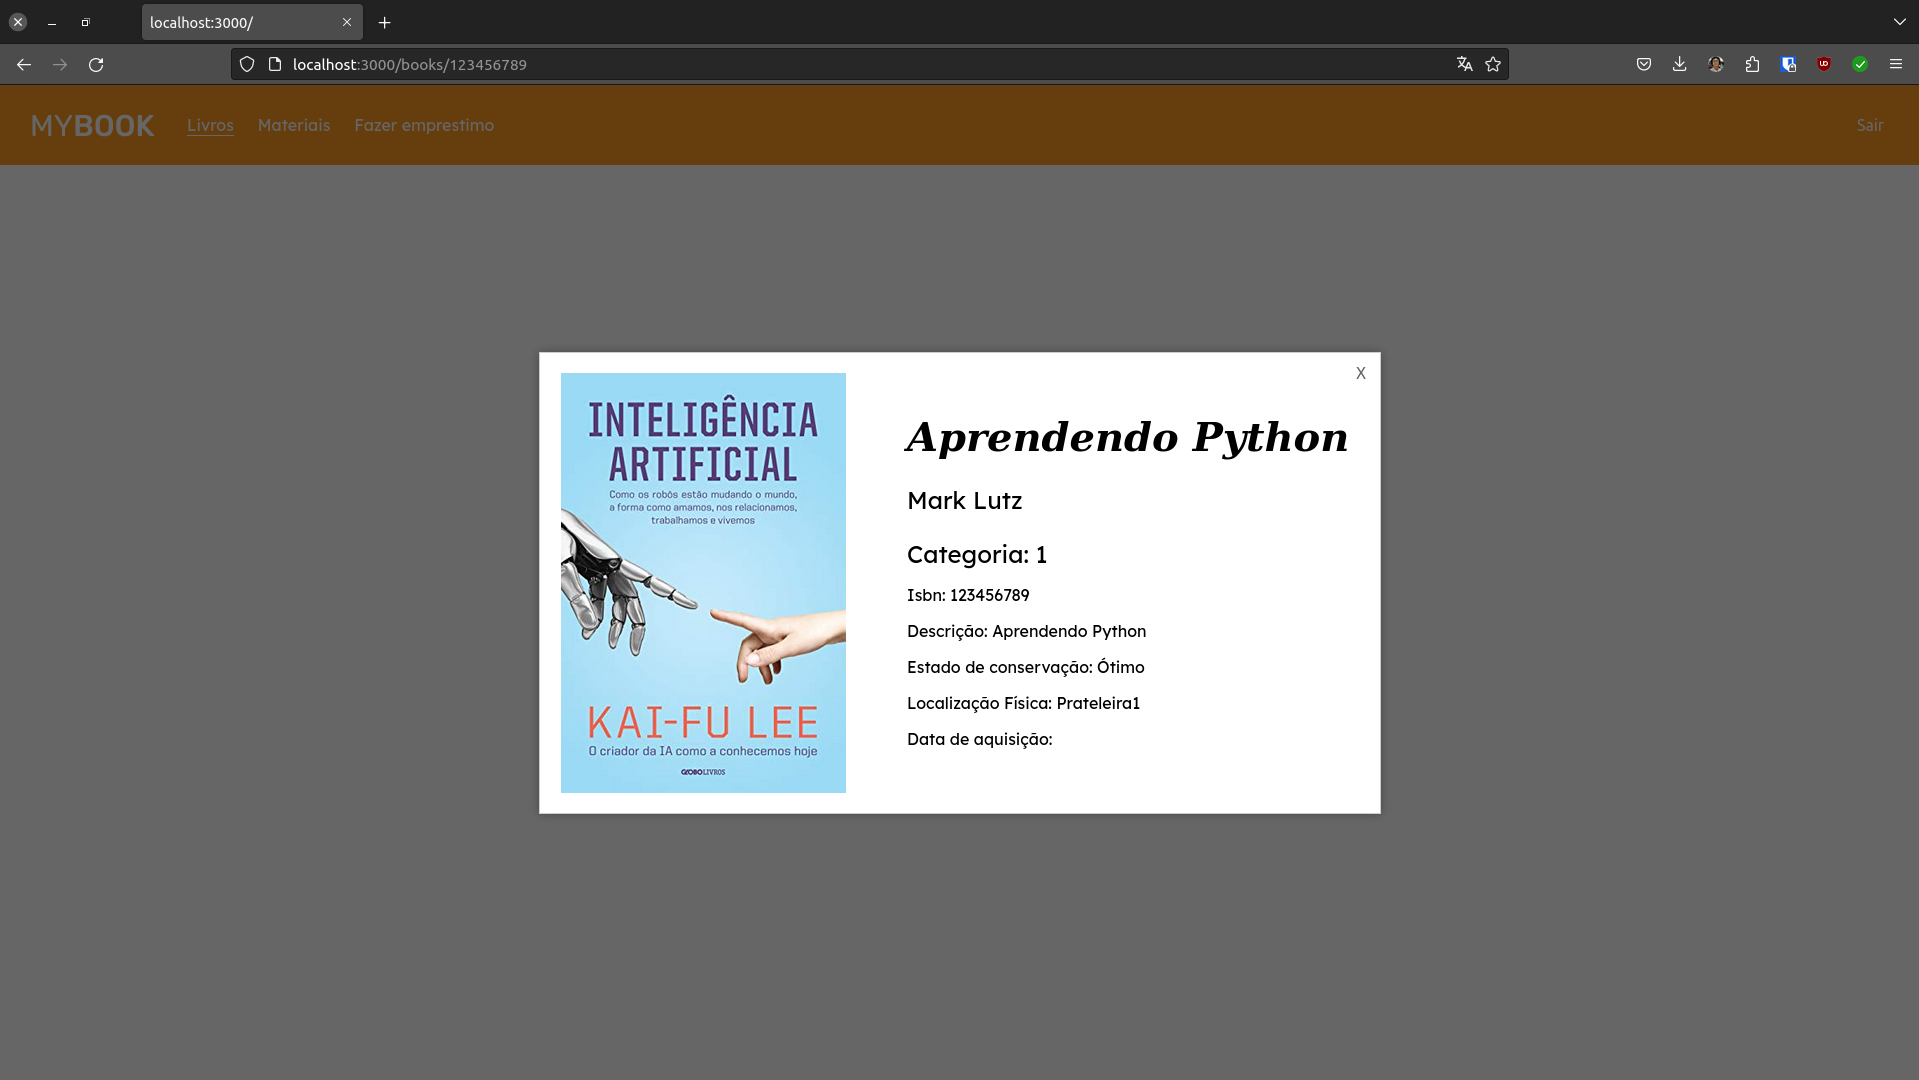 localhost:3000/
localhost:3000/books/123456789
MYBOOK Livros Materiais Fazer emprestimo Sair
X
INTELIGÊNCIA
ARTIFICIAL
Como os robôs estão mudando o mundo,
a forma como amamos, nos relacionamos,
trabalhamos e vivemos
KAI-FU LEE
O criador da IA como a conhecemos hoje
GLOBOLIVROS
Aprendendo Python
Mark Lutz
Categoria: 1
Isbn: 123456789
Descrição: Aprendendo Python
Estado de conservação: Ótimo
Localização Física: Prateleira1
Data de aquisição: